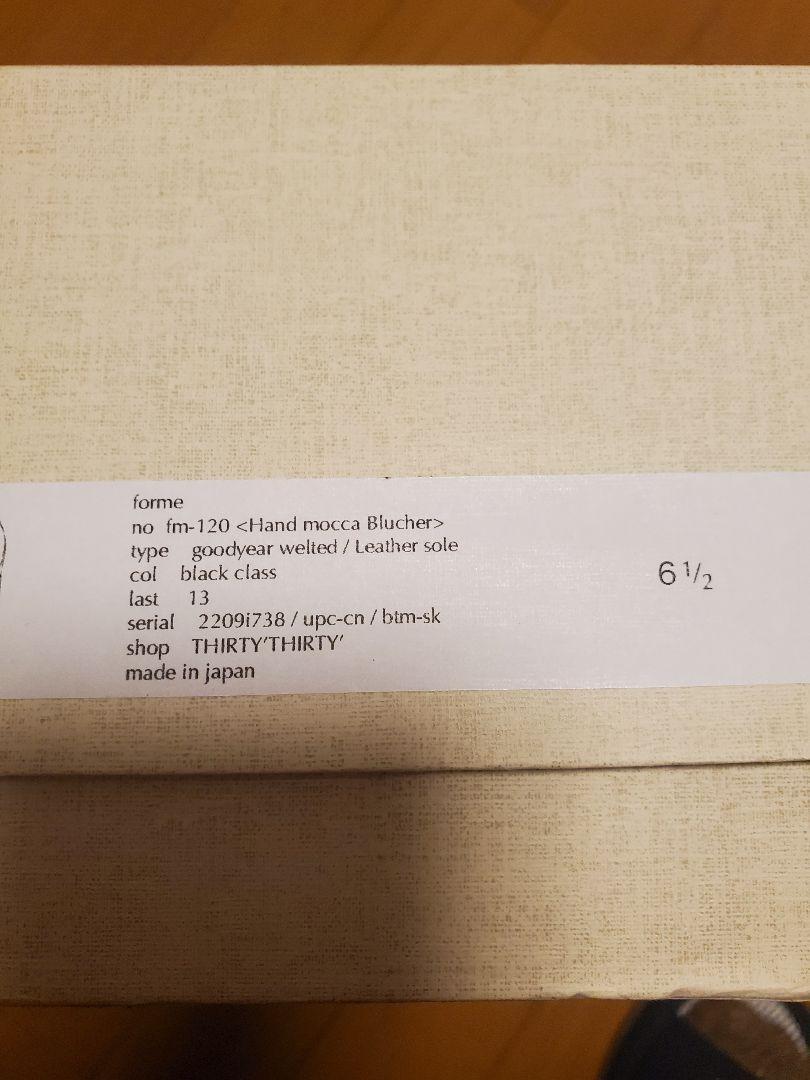 forme
no fm-120 <Hand mocca Blucher>
type goodyear welted / Leather sole
col black class
last 13
serial 2209i738 / upc-cn / btm-sk
shop THIRTY'THIRTY'
made in japan
6 1/2